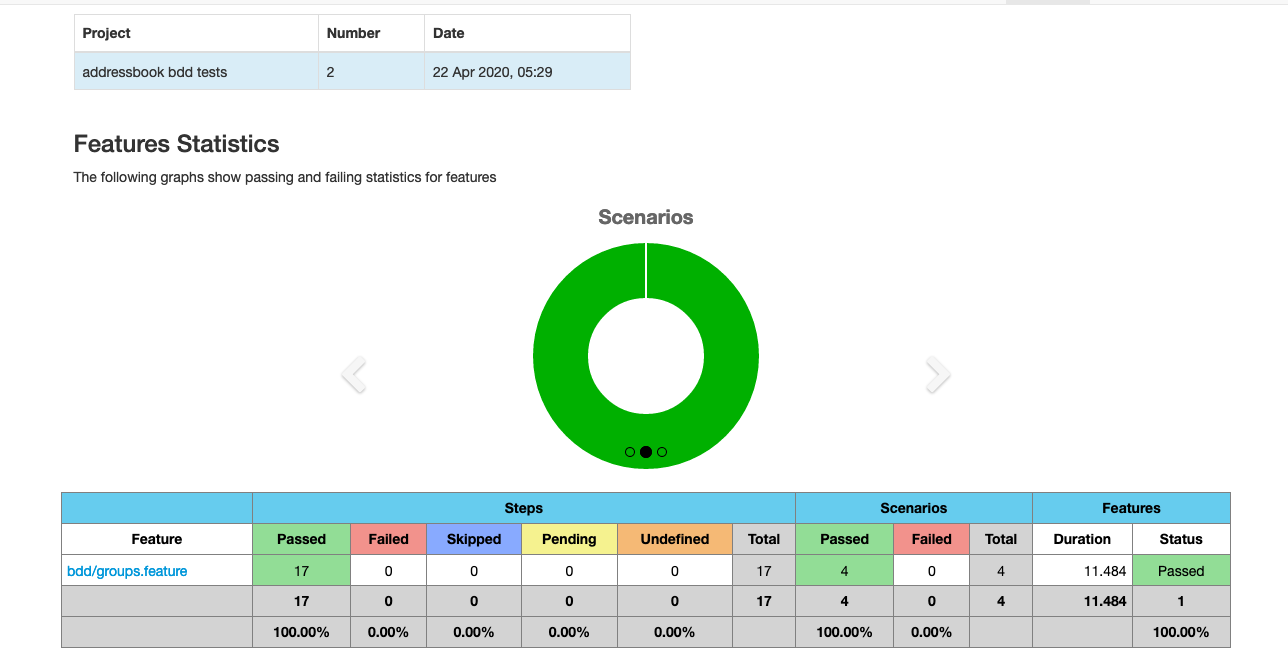 Project Number Date
addressbook bdd tests 2 22 Apr 2020, 05:29
Features Statistics
The following graphs show passing and failing statistics for features
Scenarios
Steps Scenarios Features
Feature Passed Failed Skipped Pending Undefined Total Passed Failed Total Duration Status
bdd/groups.feature 17 0 0 0 0 17 4 0 4 11.484 Passed
17 0 0 0 0 17 4 0 4 11.484 1
100.00% 0.00% 0.00% 0.00% 0.00% 100.00% 0.00% 100.00%